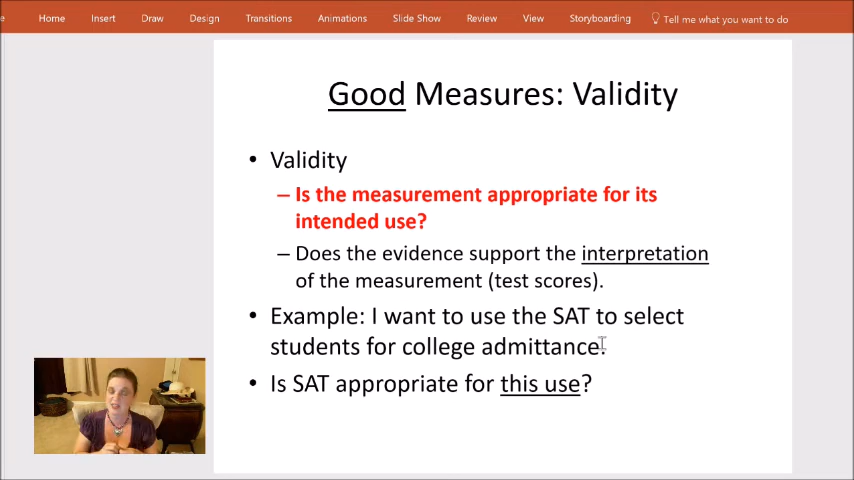 Home Insert Draw Design Transitions Animations Slide Show Review View Storyboarding Tell me what you want to do
Good Measures: Validity
• Validity
– Is the measurement appropriate for its
intended use?
– Does the evidence support the interpretation
of the measurement (test scores).
• Example: I want to use the SAT to select
students for college admittance.
• Is SAT appropriate for this use?